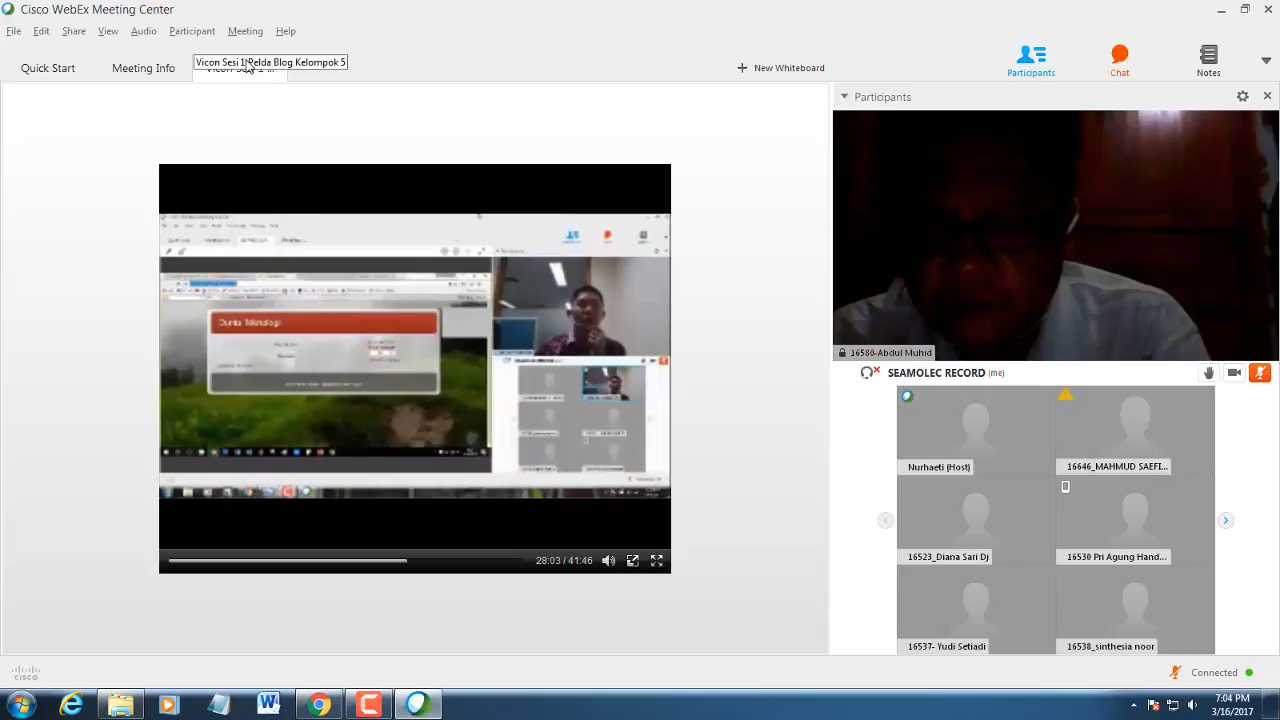 Cisco WebEx Meeting Center
File Edit Share View Audio Participant Meeting Help
Vicon Sesi 1 Pelda Blog Kelompok 5
Quick Start Meeting Info
New Whiteboard
Participants Chat Notes
Participants
Dunia Teknologi
28:03 / 41:46
16580-Abdul Muhid
SEAMOLEC RECORD (me)
Nurhaeti (Host) 16646_MAHMUD SAEFI...
16523_Diana Sari Dj 16530 Pri Agung Hand...
16537- Yudi Setiadi 16538_sinthesia noor
cisco
Connected
7:04 PM
3/16/2017